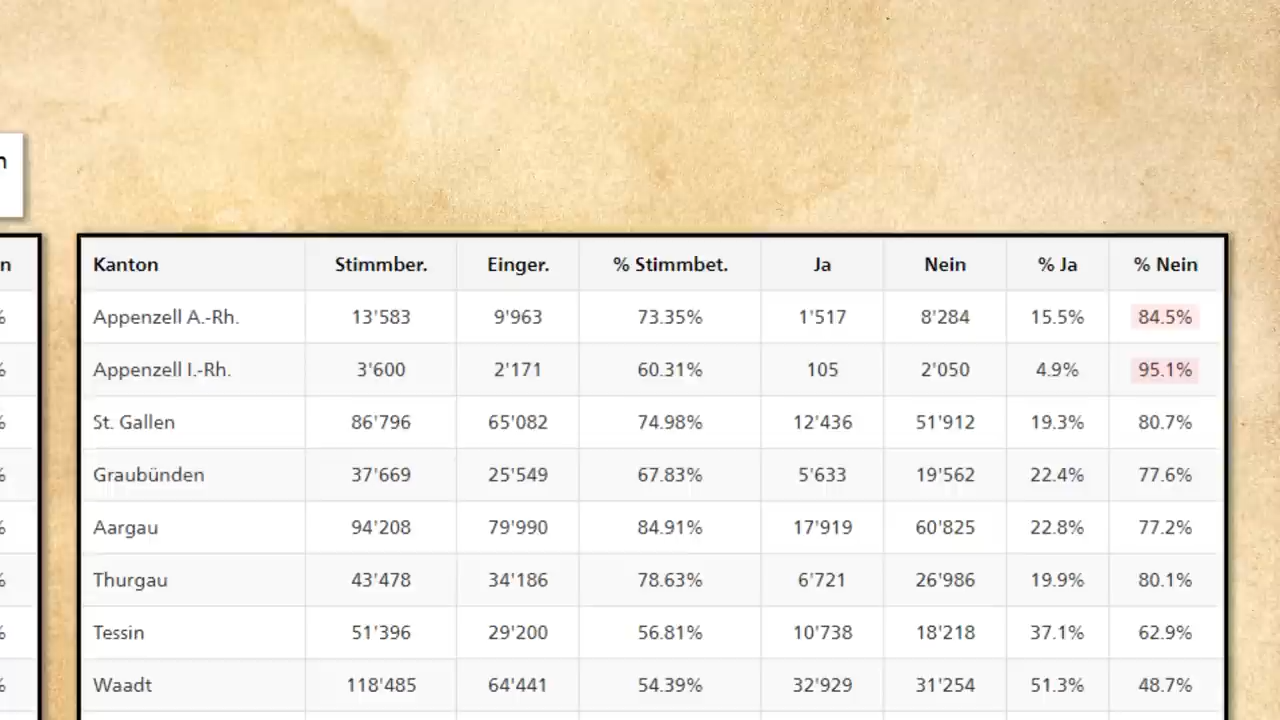 n
n
%
%
%
%
%
%
%
%
Kanton Stimmber. Einger. % Stimmbet. Ja Nein % Ja % Nein
Appenzell A.-Rh. 13'583 9'963 73.35% 1'517 8'284 15.5% 84.5%
Appenzell I.-Rh. 3'600 2'171 60.31% 105 2'050 4.9% 95.1%
St. Gallen 86'796 65'082 74.98% 12'436 51'912 19.3% 80.7%
Graubünden 37'669 25'549 67.83% 5'633 19'562 22.4% 77.6%
Aargau 94'208 79'990 84.91% 17'919 60'825 22.8% 77.2%
Thurgau 43'478 34'186 78.63% 6'721 26'986 19.9% 80.1%
Tessin 51'396 29'200 56.81% 10'738 18'218 37.1% 62.9%
Waadt 118'485 64'441 54.39% 32'929 31'254 51.3% 48.7%